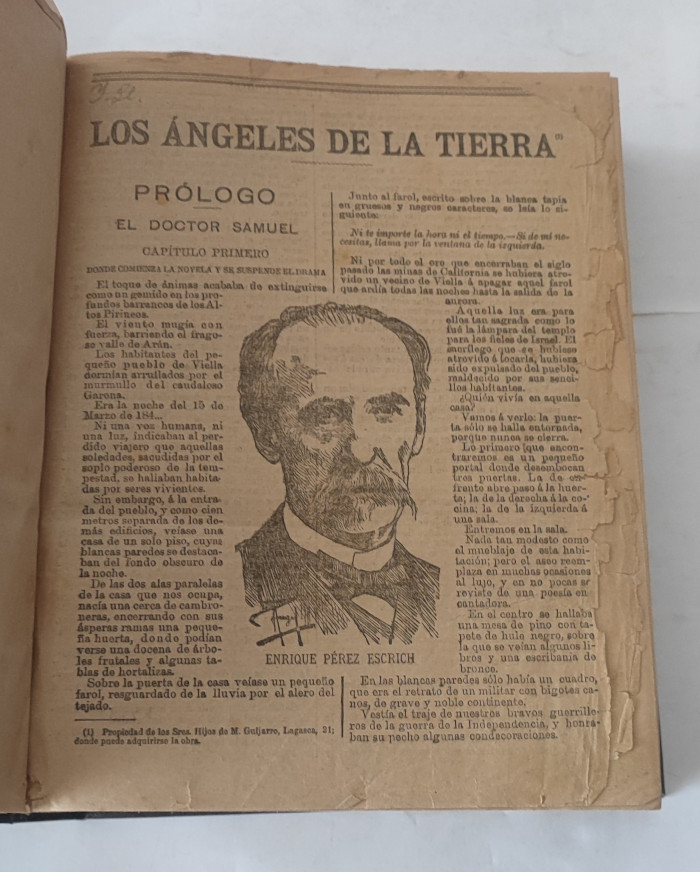 LOS ÁNGELES DE LA TIERRA (1)
PRÓLOGO
EL DOCTOR SAMUEL
CAPÍTULO PRIMERO
DONDE COMIENZA LA NOVELA Y SE SUSPENDE EL DRAMA
El toque de ánimas acababa de extinguirse
como un gemido en los pro-
fundos barrancos de los Al-
tos Pirineos.
El viento mugía con
fuerza, barriendo el frago-
so valle de Arán.
Los habitantes del pe-
queño pueblo de Viella
dormían arrullados por el
murmullo del caudaloso
Garona.
Era la noche del 15 de
Marzo de 184...
Ni una voz humana, ni
una luz, indicaban al per-
dido viajero que aquellas
soledades, sacudidas por el
soplo poderoso de la tem-
pestad, se hallaban habita-
das por seres vivientes.
Sin embargo, á la entra-
da del pueblo, y como cien
metros separada de los de-
más edificios, veíase una
casa de un solo piso, cuyas
blancas paredes se destaca-
ban del fondo obscuro de
la noche.
De las dos alas paralelas
de la casa que nos ocupa,
nacía una cerca de cambro-
neras, encerrando con sus
ásperas ramas una peque-
ña huerta, donde podían
verse una docena de árbo-
les frutales y algunas ta-
blas de hortalizas.
Sobre la puerta de la casa veíase un pequeño
farol, resguardado de la lluvia por el alero del
tejado.
(1) Propiedad de los Sres. Hijos de M. Guijarro, Lagasca, 21;
donde puede adquirirse la obra.
Junto al farol, escrito sobre la blanca tapia
en gruesos y negros caracteres, se leía lo si-
guiente:
Ni te importe la hora ni el tiempo.—Si de mí ne-
cesitas, llama por la ventana de la izquierda.
Ni por todo el oro que encerraban el siglo
pasado las minas de California se hubiera atre-
vido un vecino de Viella á apagar aquel farol
que ardía todas las noches hasta la salida de la
aurora.
Aquella luz era para
ellos tan sagrada como lo
fué la lámpara del templo
para los fieles de Israel. El
sacrílego que se hubiese
atrevido á tocarla, hubiera
sido expulsado del pueblo,
maldecido por sus senci-
llos habitantes.
¿Quién vivía en aquella
casa?
Vamos á verlo: la puer-
ta sólo se halla entornada,
porque nunca se cierra.
Lo primero que encon-
traremos es un pequeño
portal donde desembocan
tres puertas. La de en-
frente abre paso á la huer-
ta; la de la derecha á la co-
cina; la de la izquierda á
una sala.
Entremos en la sala.
Nada tan modesto como
el mueblaje de esta habi-
tación; pero el aseo reem-
plaza en muchas ocasiones
al lujo, y en no pocas se
reviste de una poesía en-
cantadora.
En el centro se hallaba
una mesa de pino con ta-
pete de hule negro, sobre
la que se veían algunos li-
bros y una escribanía de
bronce.
En las blancas paredes sólo había un cuadro,
que era el retrato de un militar con bigotes ca-
nos, de grave y noble continente.
Vestía el traje de nuestros bravos guerrille-
ros de la guerra de la Independencia, y honra-
ban su pecho algunas condecoraciones.
ENRIQUE PÉREZ ESCRICH